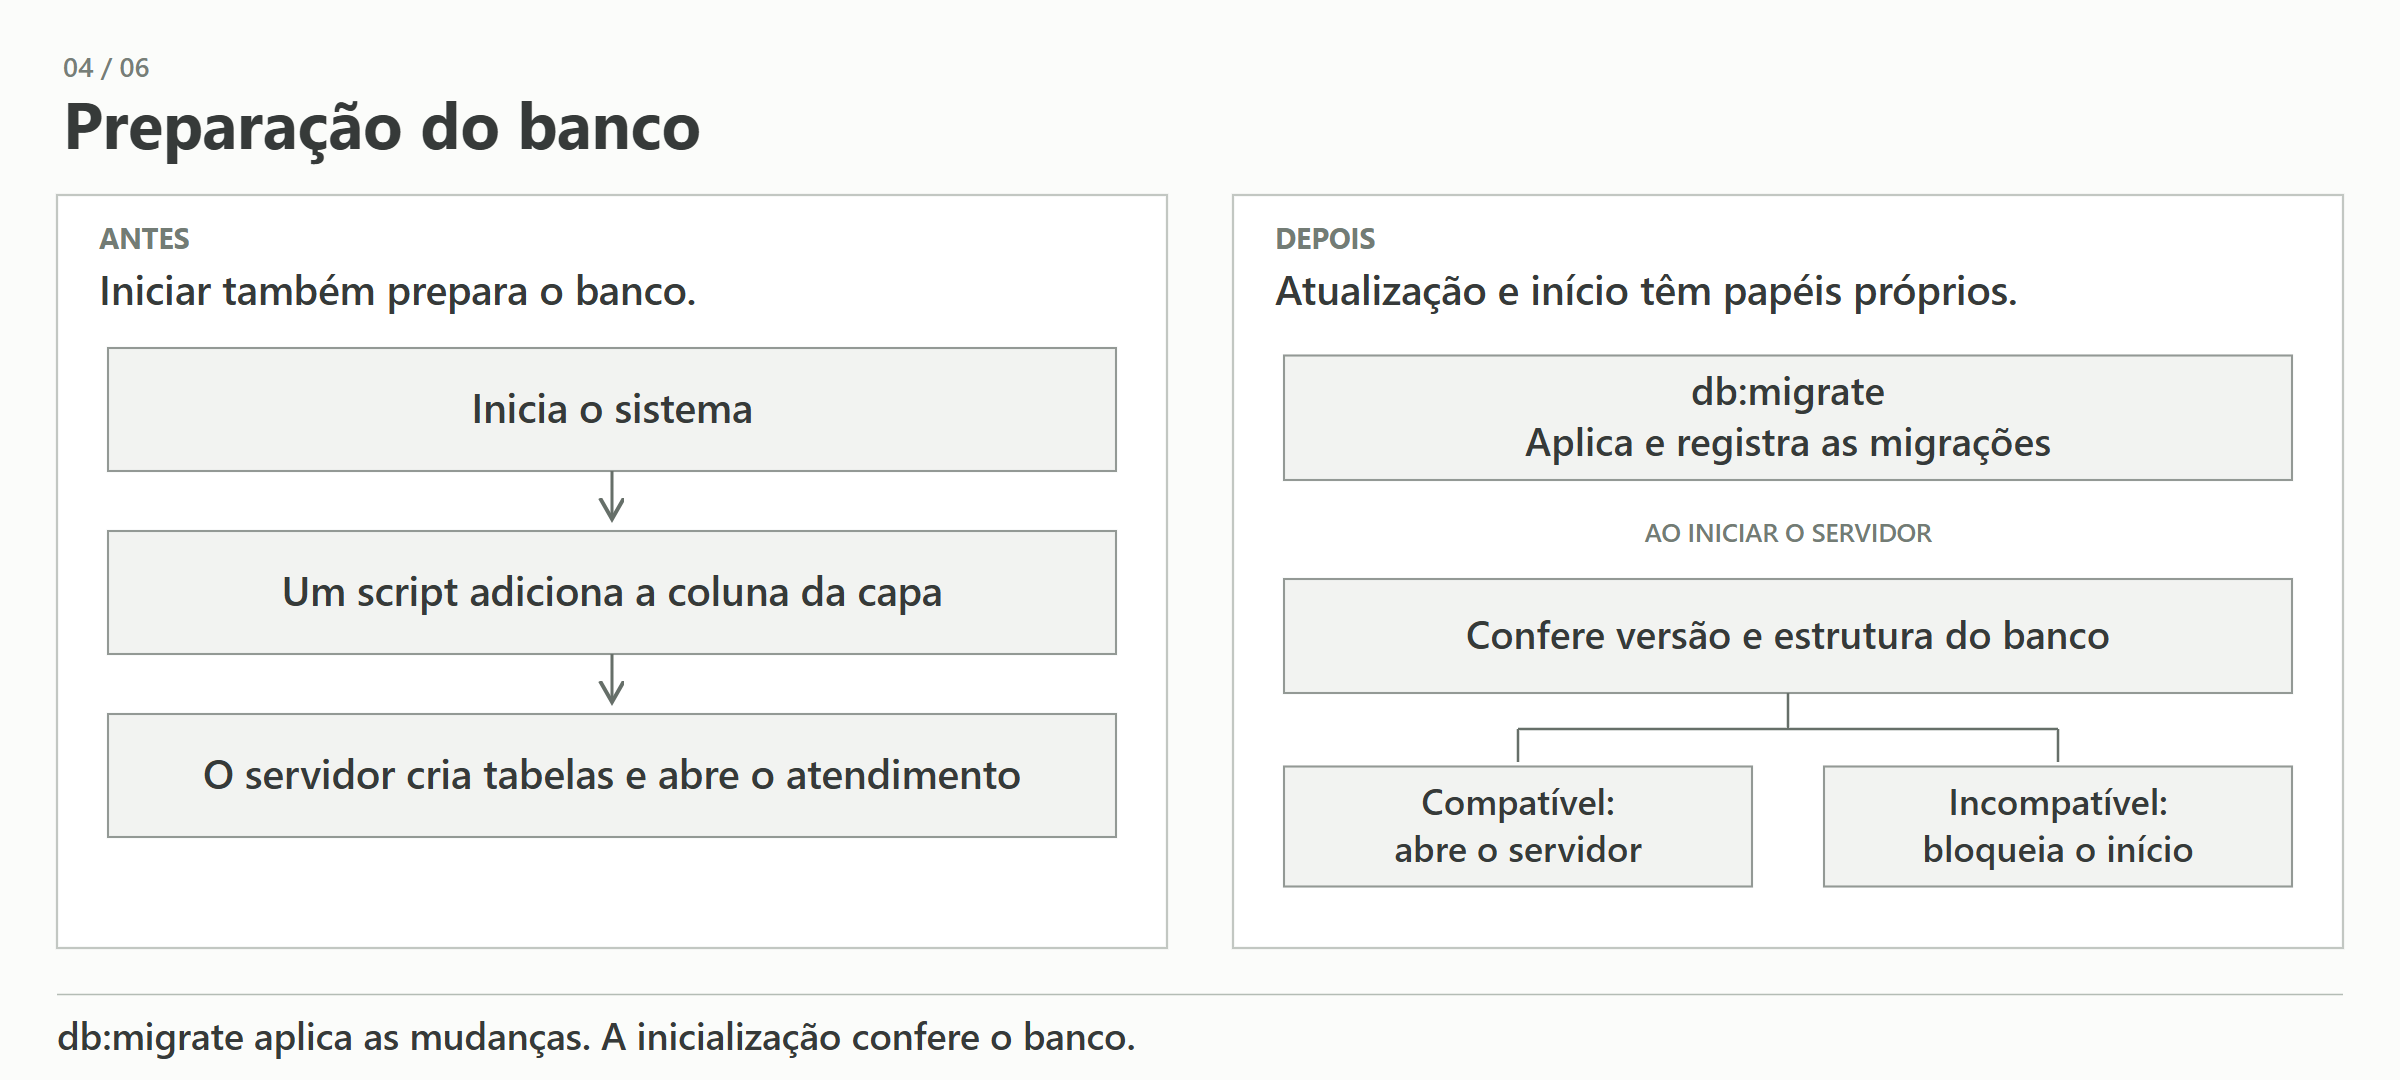 04 / 06
Preparação do banco
ANTES
Iniciar também prepara o banco.
Inicia o sistema
Um script adiciona a coluna da capa
O servidor cria tabelas e abre o atendimento
DEPOIS
Atualização e início têm papéis próprios.
db:migrate
Aplica e registra as migrações
AO INICIAR O SERVIDOR
Confere versão e estrutura do banco
Compatível:
abre o servidor
Incompatível:
bloqueia o início
db:migrate aplica as mudanças. A inicialização confere o banco.